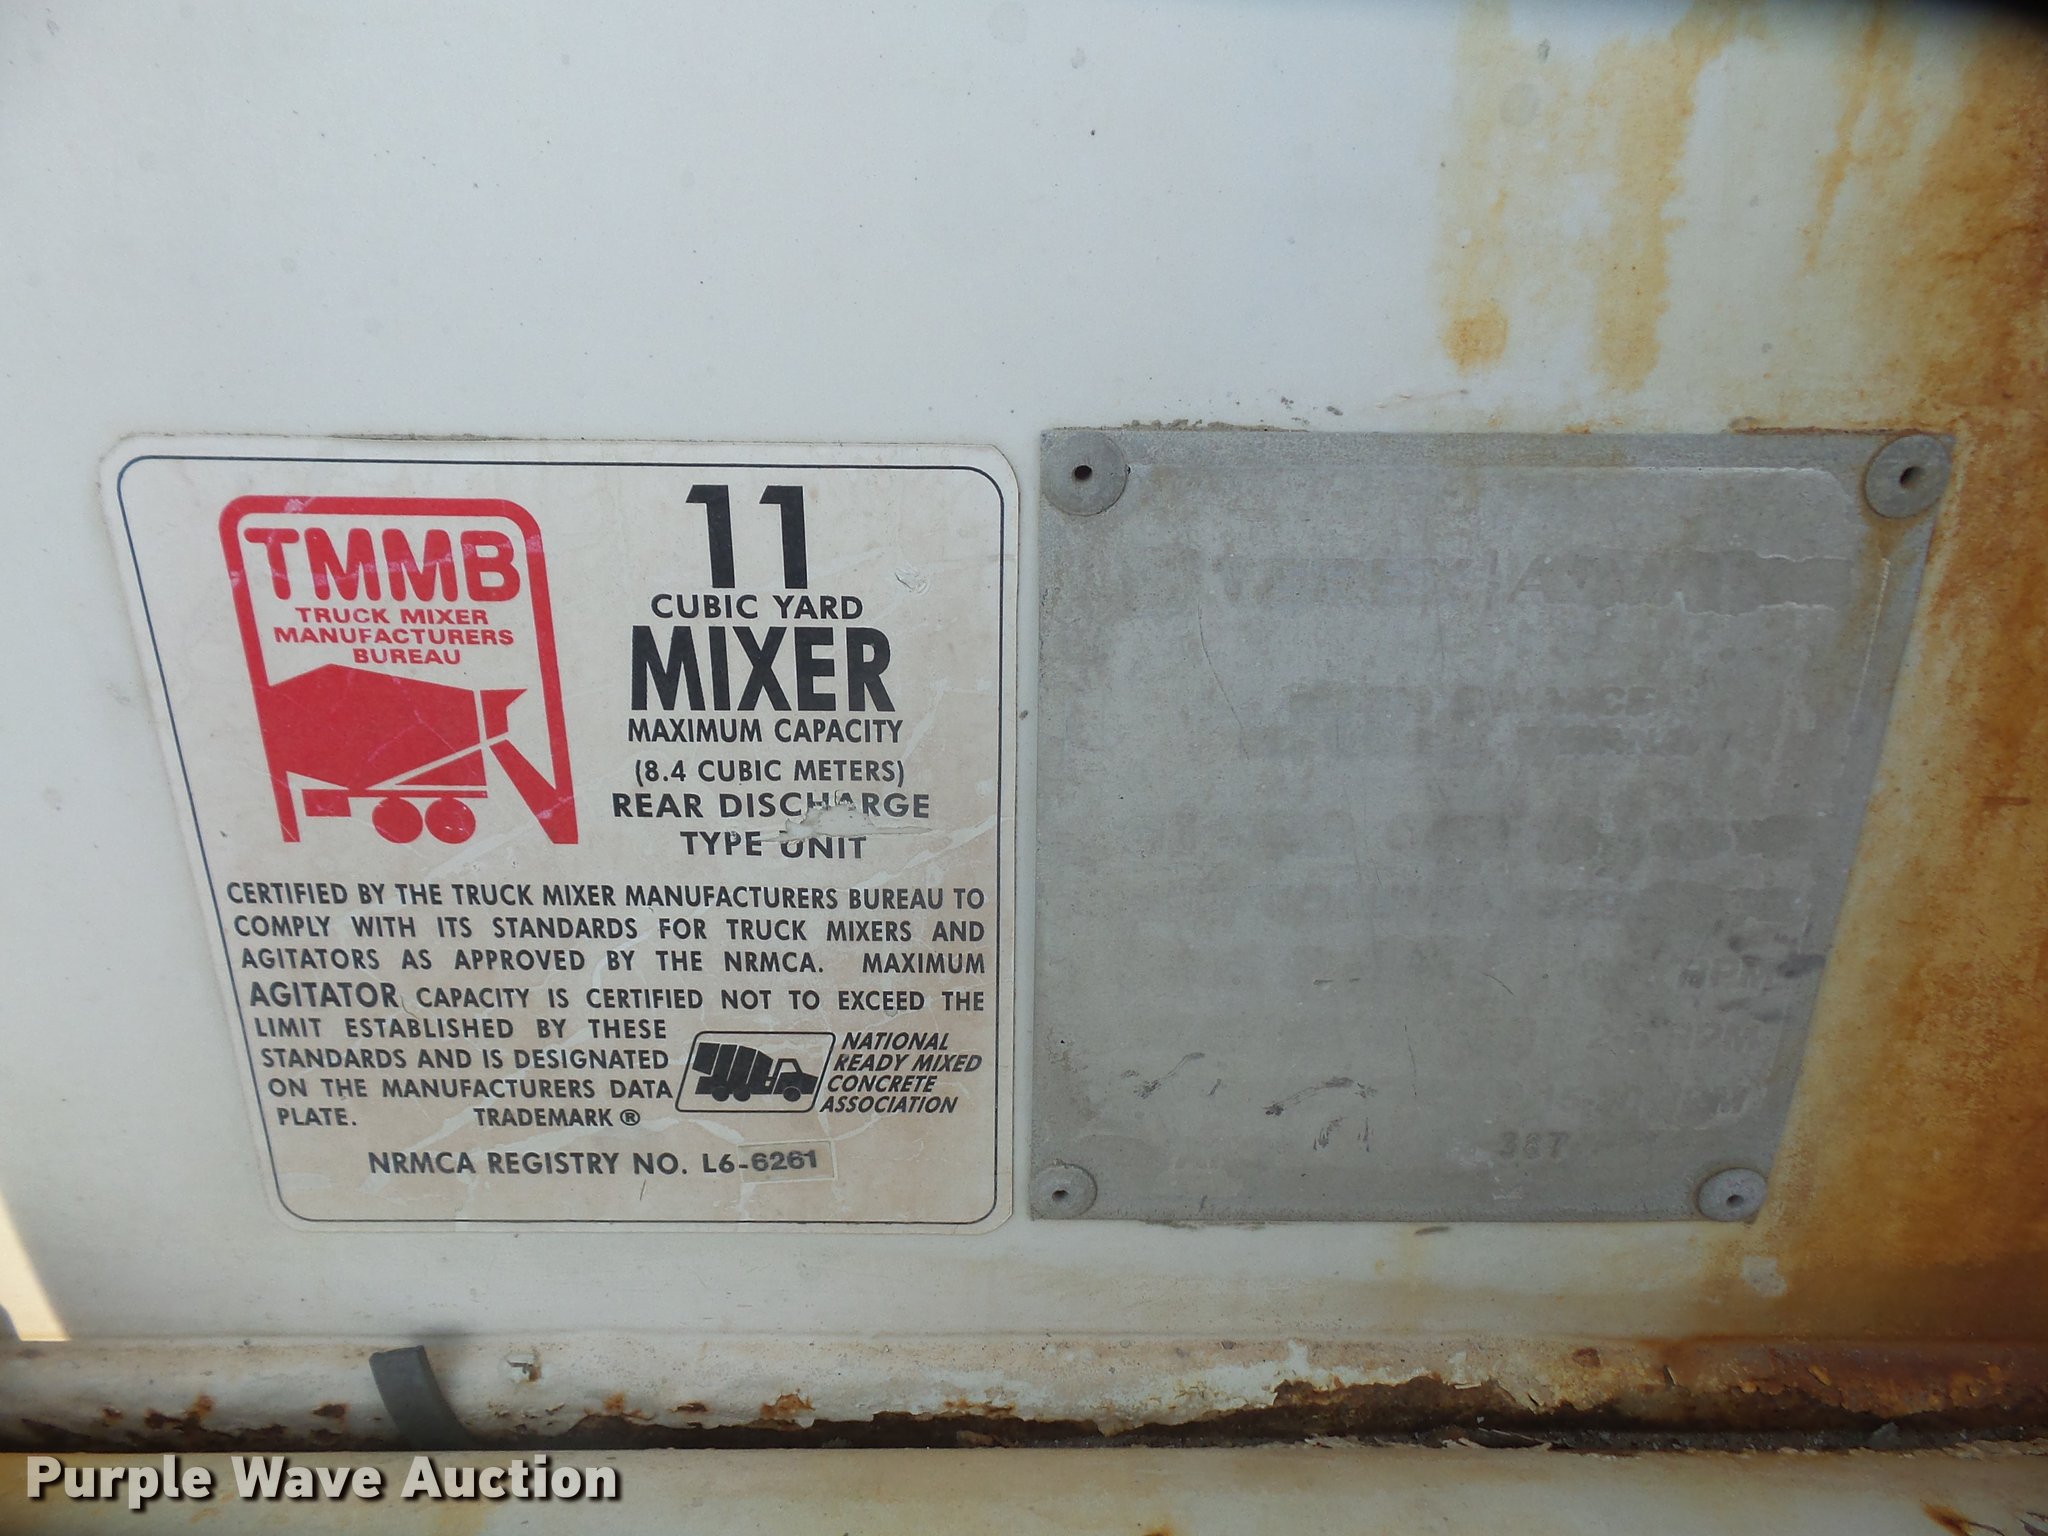 TMMB
TRUCK MIXER
MANUFACTURERS
BUREAU
11
CUBIC YARD
MIXER
MAXIMUM CAPACITY
(8.4 CUBIC METERS)
REAR DISCHARGE
TYPE UNIT
CERTIFIED BY THE TRUCK MIXER MANUFACTURERS BUREAU TO
COMPLY WITH ITS STANDARDS FOR TRUCK MIXERS AND
AGITATORS AS APPROVED BY THE NRMCA. MAXIMUM
AGITATOR CAPACITY IS CERTIFIED NOT TO EXCEED THE
LIMIT ESTABLISHED BY THESE
STANDARDS AND IS DESIGNATED
ON THE MANUFACTURERS DATA
PLATE. TRADEMARK ®
NATIONAL
READY MIXED
CONCRETE
ASSOCIATION
NRMCA REGISTRY NO. L6-6261
RPM
RPM
RPM
Purple Wave Auction